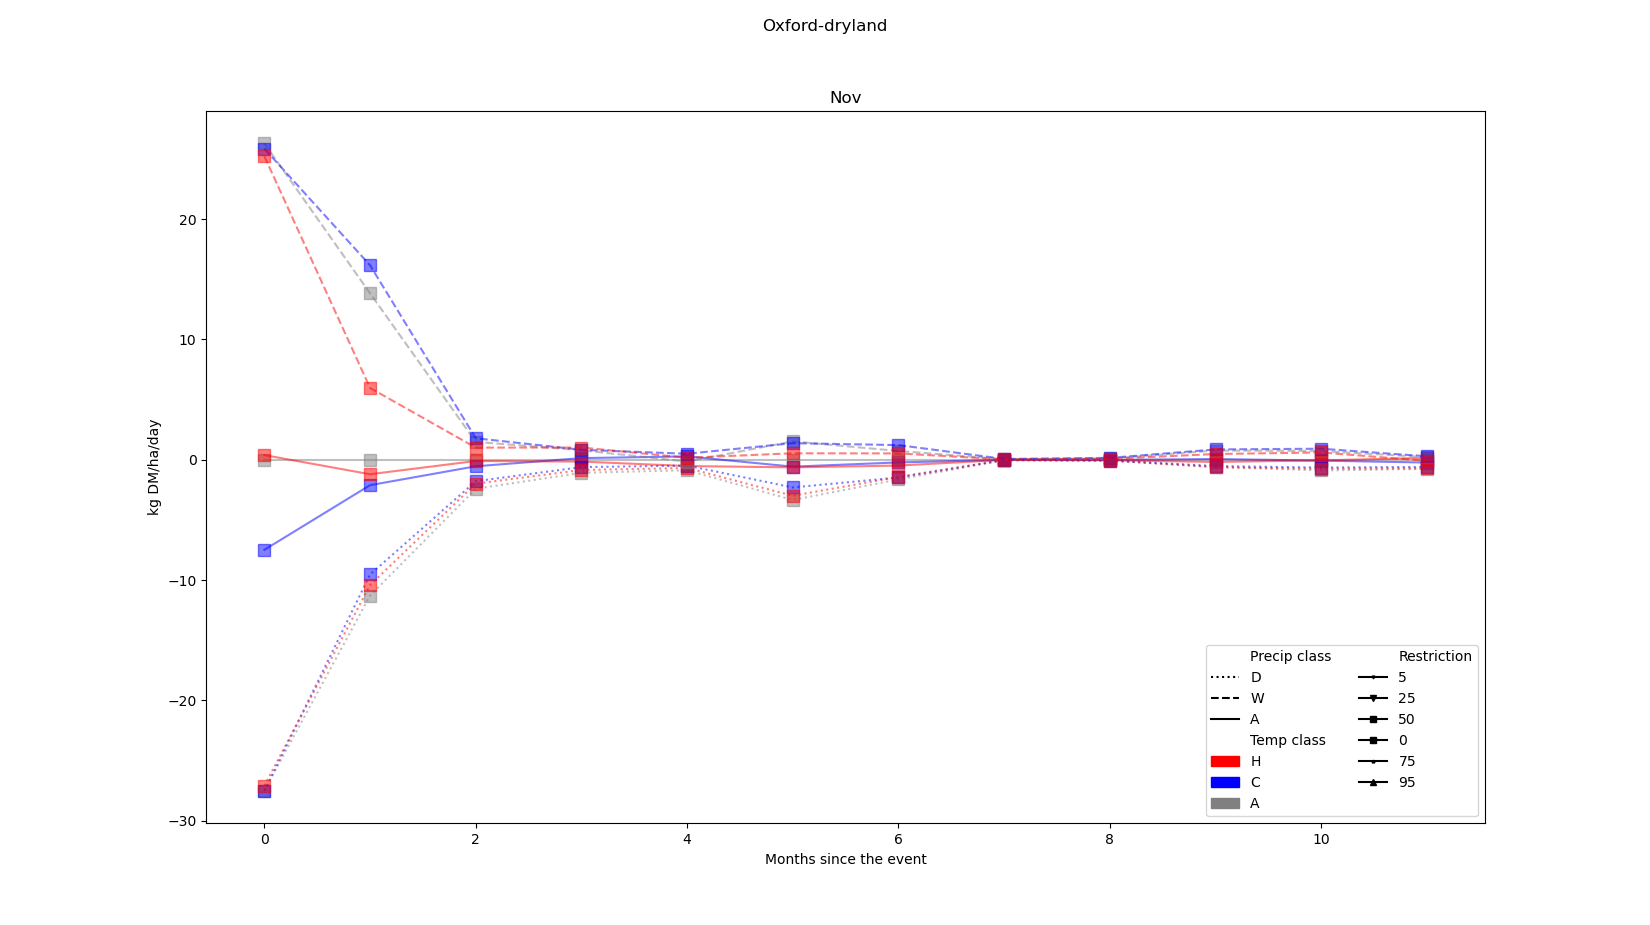 Oxford-dryland
Nov
kg DM/ha/day
20
10
0
−10
−20
−30
0
2
4
6
8
10
Months since the event
Precip class
D
W
A
Temp class
H
C
A
Restriction
5
25
50
0
75
95